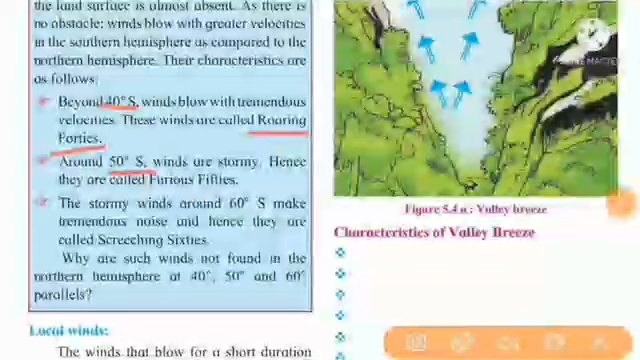 the land surface is almost absent. As there is
no obstacle; winds blow with greater velocities
in the southern hemisphere as compared to the
northern hemisphere. Their characteristics are
as follows:
Beyond 40° S, winds blow with tremendous
velocities. These winds are called Roaring
Forties.
Around 50° S, winds are stormy. Hence
they are called Furious Fifties.
The stormy winds around 60° S make
tremendous noise and hence they are
called Screeching Sixties.
Why are such winds not found in the
northern hemisphere at 40°, 50° and 60°
parallels?
Local winds:
The winds that blow for a short duration
Figure 5.4 a : Valley breeze
Characteristics of Valley Breeze